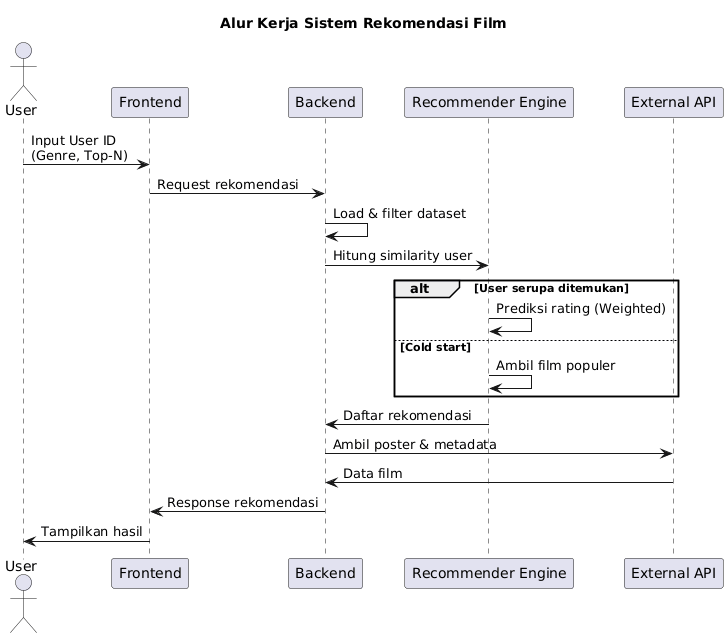 Alur Kerja Sistem Rekomendasi Film
User
Frontend
Backend
Recommender Engine
External API
Input User ID
(Genre, Top-N)
Request rekomendasi
Load & filter dataset
Hitung similarity user
alt
[User serupa ditemukan]
Prediksi rating (Weighted)
[Cold start]
Ambil film populer
Daftar rekomendasi
Ambil poster & metadata
Data film
Response rekomendasi
Tampilkan hasil
User
Frontend
Backend
Recommender Engine
External API